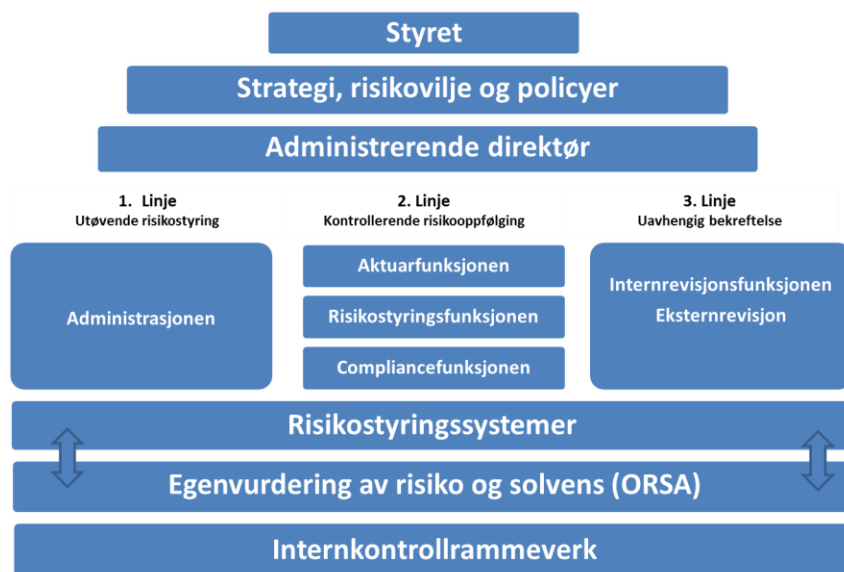 Styret
Strategi, risikovilje og policyer
Administrerende direktør
1. Linje
Utøvende risikostyring
2. Linje
Kontrollerende risikooppfølging
3. Linje
Uavhengig bekreftelse
Administrasjonen
Aktuarfunksjonen
Risikostyringsfunksjonen
Compliancefunksjonen
Internrevisjonsfunksjonen
Eksternrevisjon
Risikostyringssystemer
Egenvurdering av risiko og solvens (ORSA)
Internkontrollrammeverk